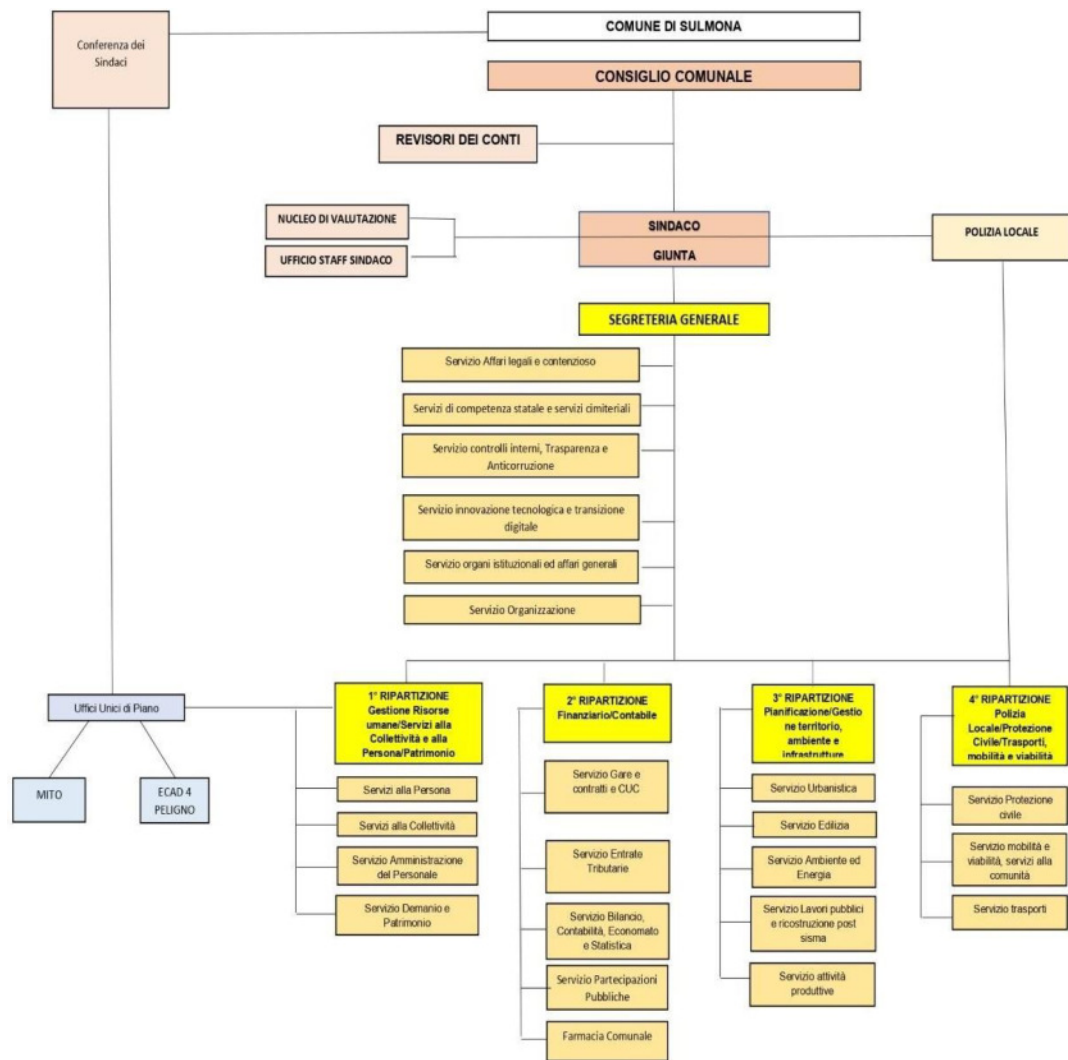 Conferenza dei
Sindaci
COMUNE DI SULMONA
CONSIGLIO COMUNALE
REVISORI DEI CONTI
NUCLEO DI VALUTAZIONE
UFFICIO STAFF SINDACO
SINDACO
GIUNTA
POLIZIA LOCALE
SEGRETERIA GENERALE
Servizio Affari legali e contenzioso
Servizi di competenza statale e servizi cimiteriali
Servizio controlli interni, Trasparenza e
Anticorruzione
Servizio innovazione tecnologica e transizione
digitale
Servizio organi istituzionali ed affari generali
Servizio Organizzazione
Uffici Unici di Piano
MITO
ECAD 4
PELIGNO
1° RIPARTIZIONE
Gestione Risorse
umane/Servizi alla
Collettività e alla
Persona/Patrimonio
Servizi alla Persona
Servizi alla Collettività
Servizio Amministrazione
del Personale
Servizio Demanio e
Patrimonio
2° RIPARTIZIONE
Finanziario/Contabile
Servizio Gare e
contratti e CUC
Servizio Entrate
Tributarie
Servizio Bilancio,
Contabilità, Economato
e Statistica
Servizio Partecipazioni
Pubbliche
Farmacia Comunale
3° RIPARTIZIONE
Pianificazione/Gestio
ne territorio,
ambiente e
infrastrutture
Servizio Urbanistica
Servizio Edilizia
Servizio Ambiente ed
Energia
Servizio Lavori pubblici
e ricostruzione post
sisma
Servizio attività
produttive
4° RIPARTIZIONE
Polizia
Locale/Protezione
Civile/Trasporti,
mobilità e viabilità
Servizio Protezione
civile
Servizio mobilità e
viabilità, servizi alla
comunità
Servizio trasporti